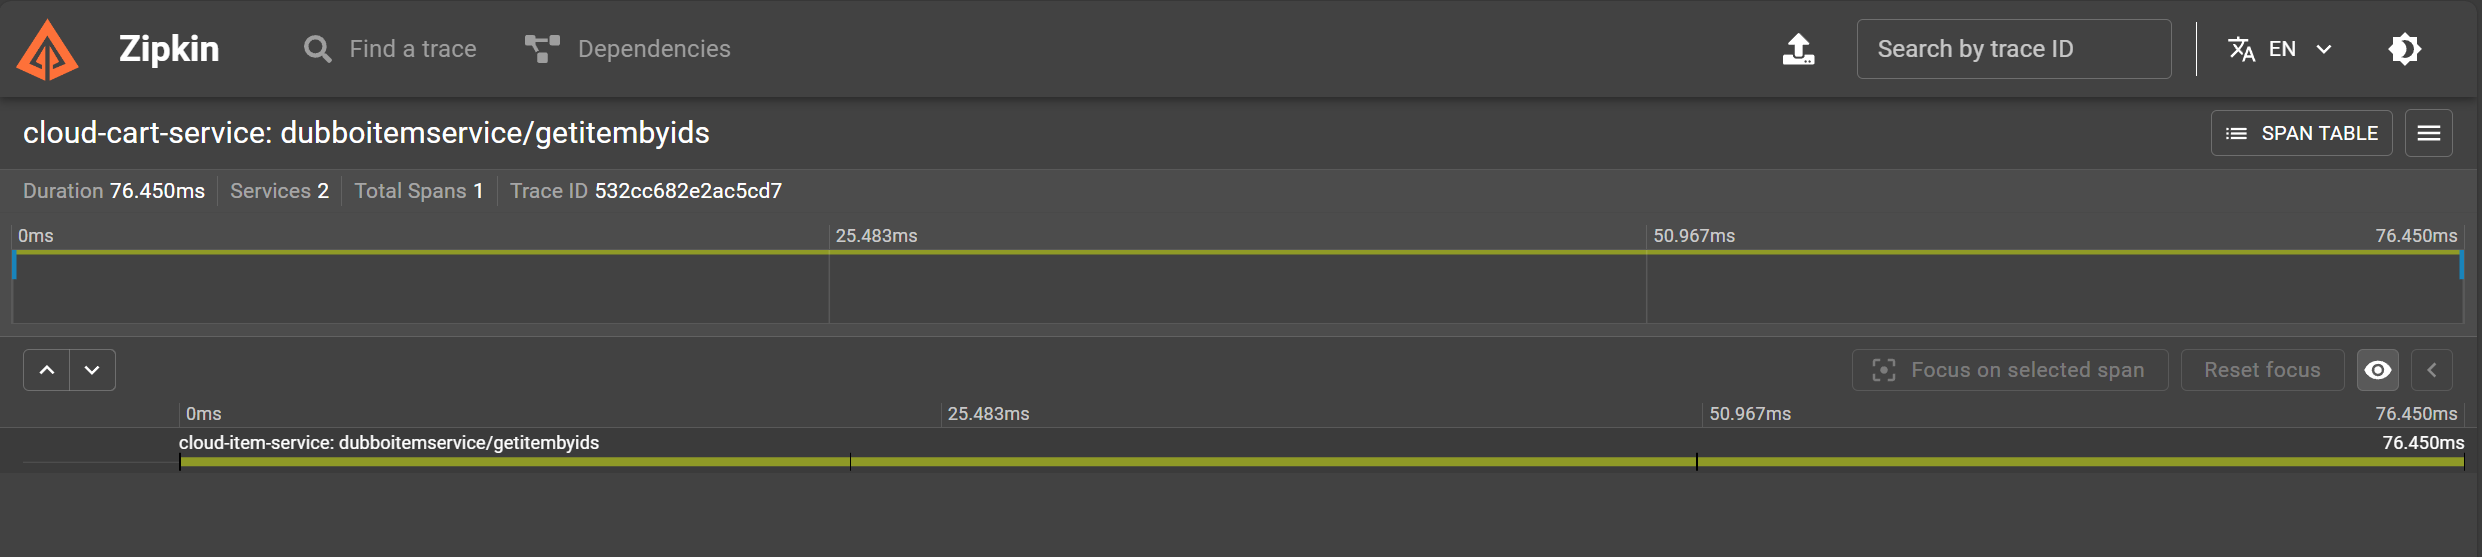 Zipkin Find a trace Dependencies Search by trace ID EN
cloud-cart-service: dubboitemservice/getitembyids SPAN TABLE
Duration 76.450ms Services 2 Total Spans 1 Trace ID 532cc682e2ac5cd7
0ms 25.483ms 50.967ms 76.450ms
Focus on selected span Reset focus
0ms 25.483ms 50.967ms 76.450ms
cloud-item-service: dubboitemservice/getitembyids 76.450ms